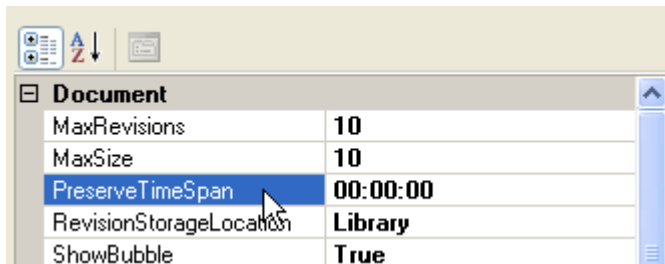 A
Z
Document
MaxRevisions 10
MaxSize 10
PreserveTimeSpan 00:00:00
RevisionStorageLocation Library
ShowBubble True